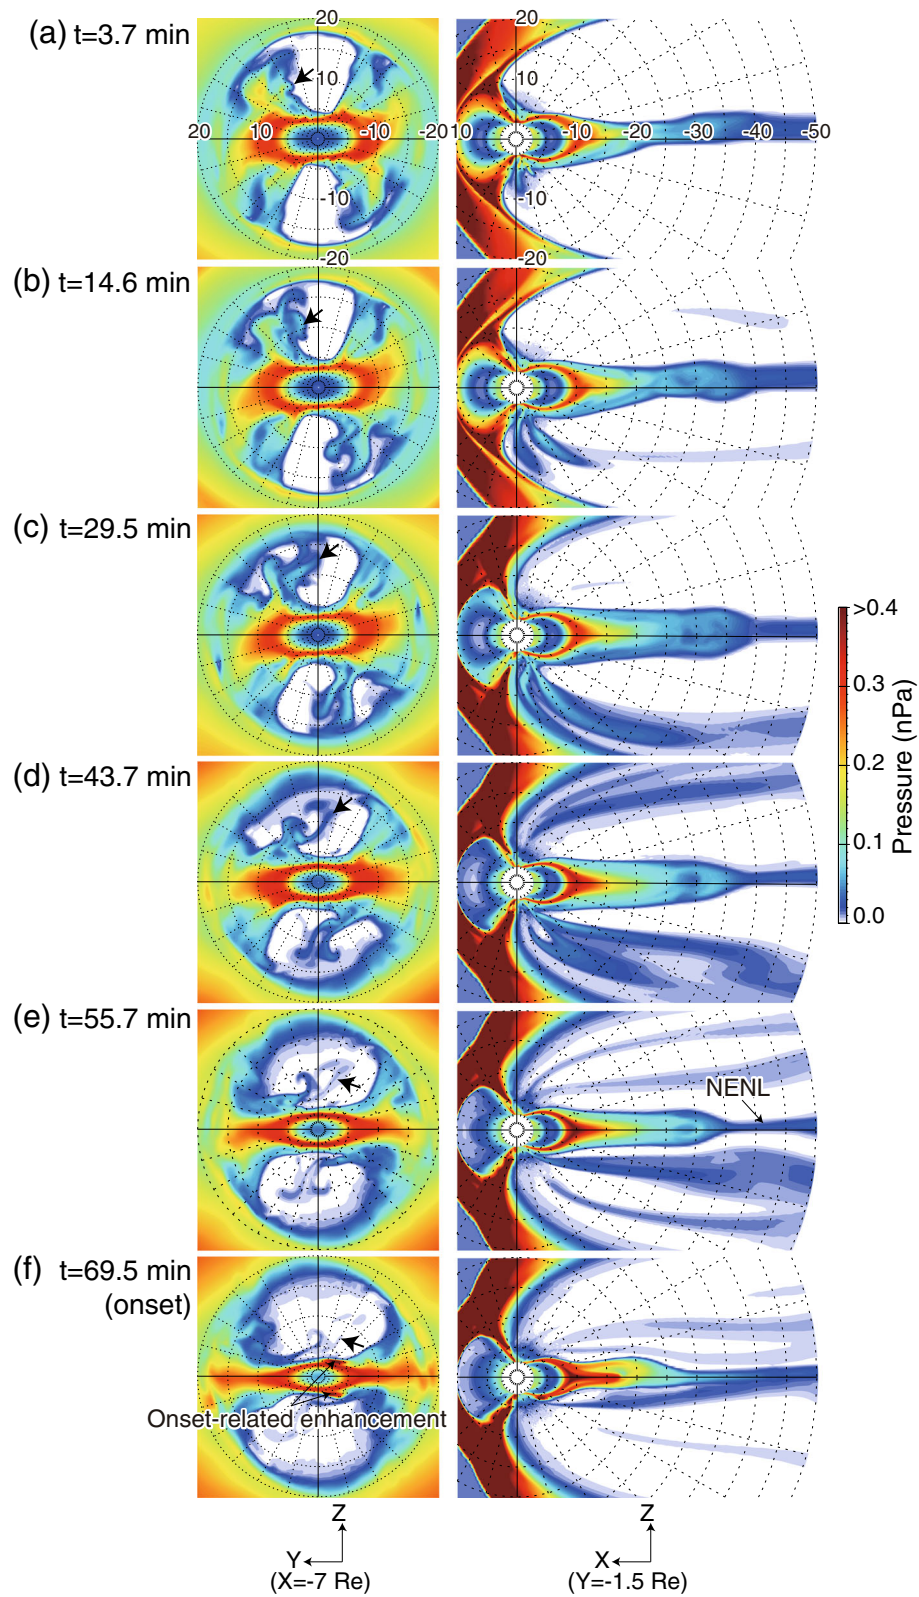 (a) t=3.7 min
20
10
20 10 -10 -20
-10
-20
20
10
10 -10 -20 -30 -40 -50
-10
-20
(b) t=14.6 min
(c) t=29.5 min
>0.4
0.3
0.2
0.1
0.0
Pressure (nPa)
(d) t=43.7 min
(e) t=55.7 min
NENL
(f) t=69.5 min
(onset)
Onset-related enhancement
Z
Y
(X=-7 Re)
Z
X
(Y=-1.5 Re)